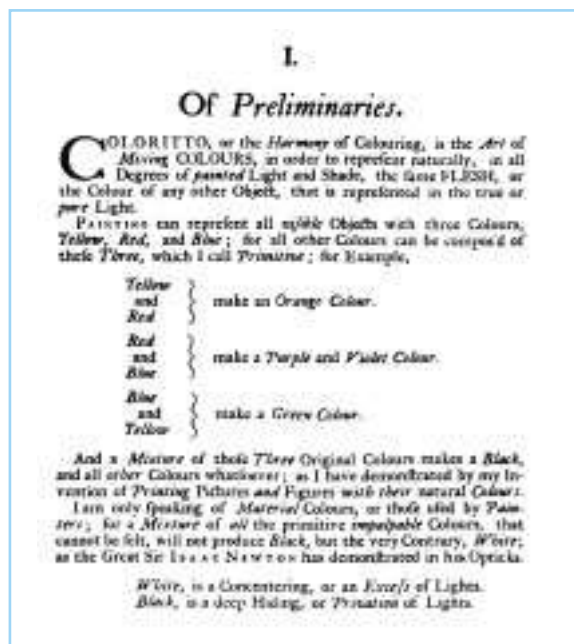 I.
Of Preliminaries.
COLORITTO, or the Harmony of Colouring, is the Art of
Mixing COLOURS, in order to repreſent naturally, in all
Degrees of painted Light and Shade, the ſame FLESH, or
the Colour of any other Object, that is repreſented in the true or
pure Light.
PAINTING can repreſent all viſible Objects with three Colours,
Yellow, Red, and Blue; for all other Colours can be compos'd of
theſe Three, which I call Primitive; for Example,
Yellow
and
Red
make an Orange Colour.
Red
and
Blue
make a Purple and Violet Colour.
Blue
and
Yellow
make a Green Colour.
And a Mixture of thoſe Three Original Colours makes a Black,
and all other Colours whatſoever; as I have demonſtrated by my In-
vention of Printing Pictures and Figures with their natural Colours.
I am only ſpeaking of Material Colours, or thoſe uſed by Pain-
ters; for a Mixture of all the primitive impalpable Colours, that
cannot be felt, will not produce Black, but the very Contrary, White;
as the Great Sir ISAAC NEWTON has demonſtrated in his Opticks.
White, is a Concentering, or an Exceſs of Lights.
Black, is a deep Hiding, or Privation of Lights.